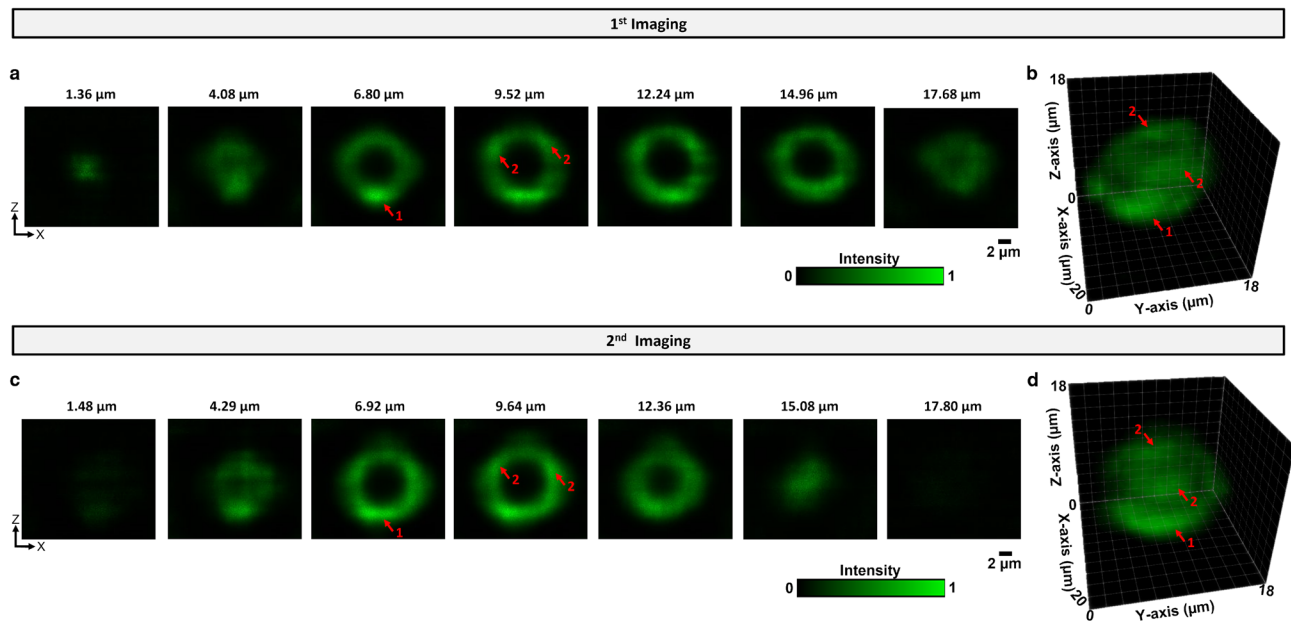 1st Imaging
a
1.36 µm 4.08 µm 6.80 µm 9.52 µm 12.24 µm 14.96 µm 17.68 µm
2 2
1
Z
X
2 µm
Intensity
0 1
b
18
Z-axis (µm)
2
2
0
1
X-axis (µm)
20
0
Y-axis (µm)
18
2nd Imaging
c
1.48 µm 4.29 µm 6.92 µm 9.64 µm 12.36 µm 15.08 µm 17.80 µm
2 2
1
Z
X
2 µm
Intensity
0 1
d
18
Z-axis (µm)
2
2
0
1
X-axis (µm)
20
0
Y-axis (µm)
18